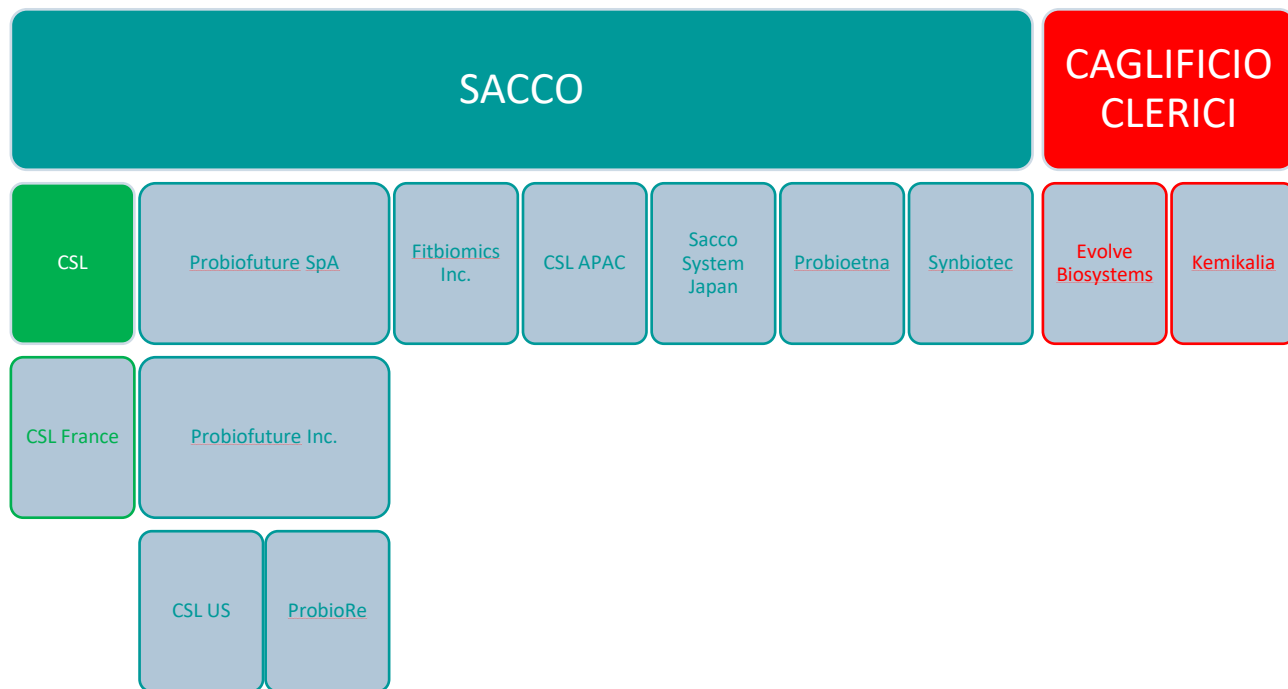 SACCO
CAGLIFICIO
CLERICI
CSL
Probiofuture SpA
Fitbiomics
Inc.
CSL APAC
Sacco
System
Japan
Probioetna
Synbiotec
Evolve
Biosystems
Kemikalia
CSL France
Probiofuture Inc.
CSL US
ProbioRe